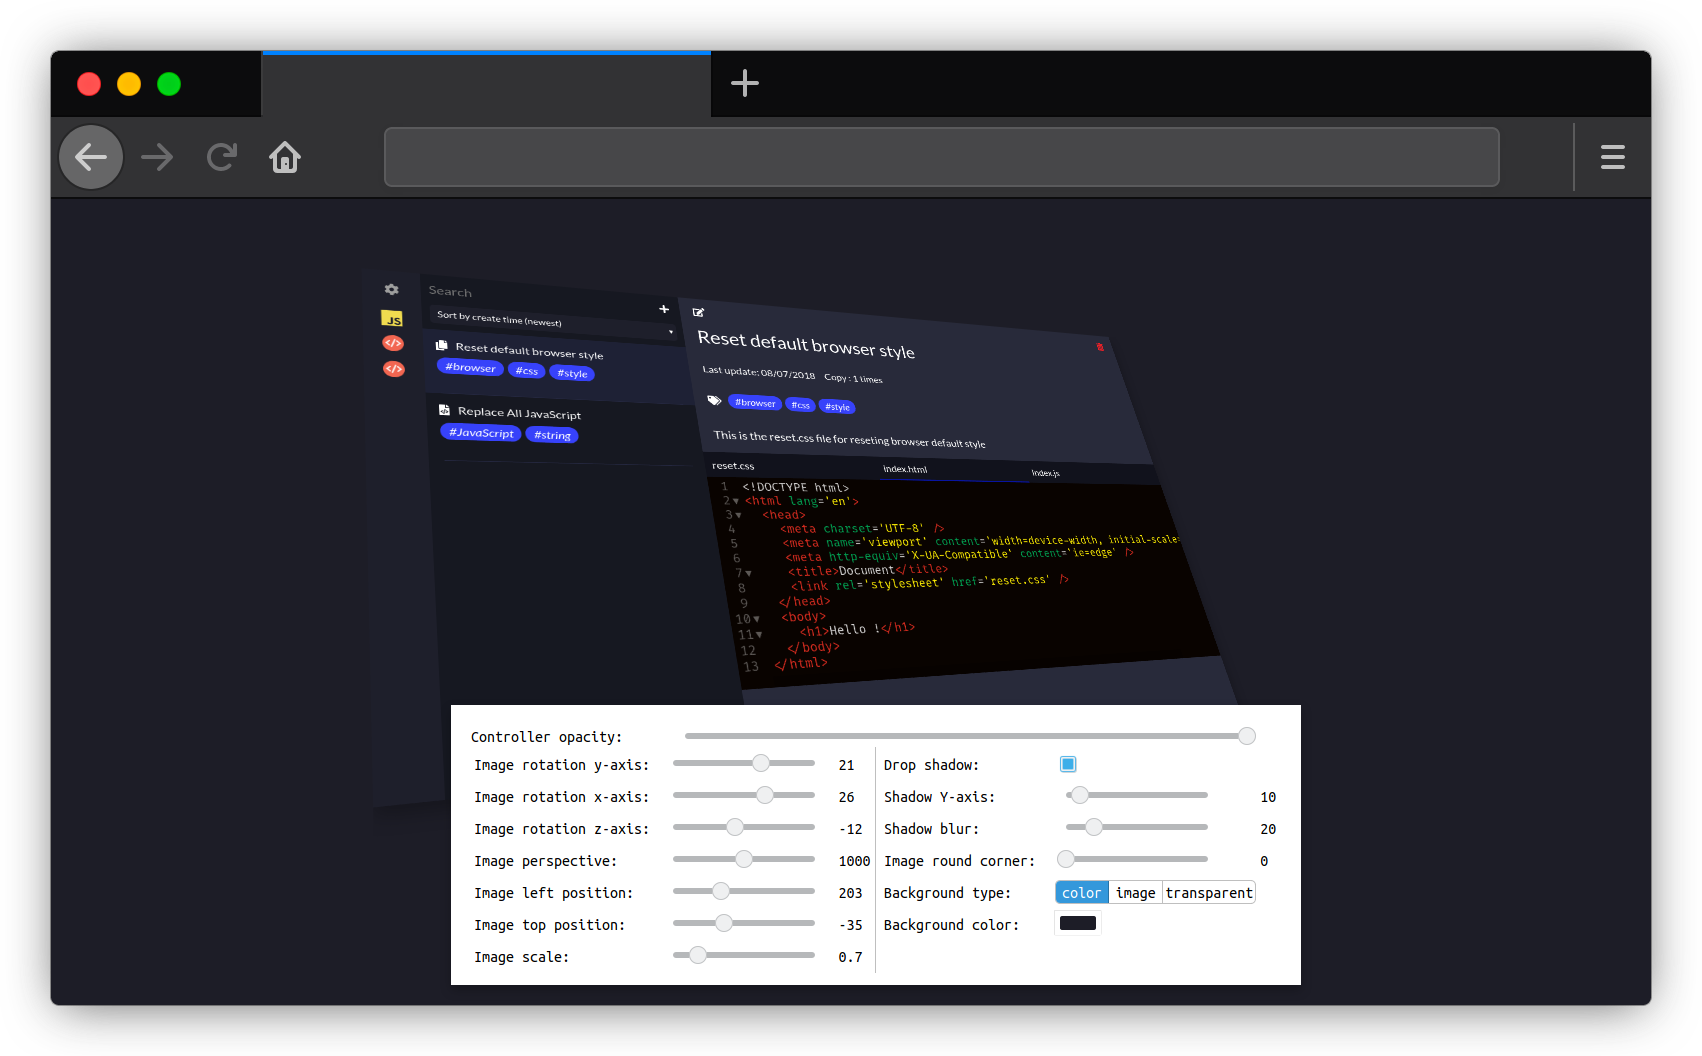 Search
Sort by create time (newest)
JS
Reset default browser style
#browser #css #style
Replace All JavaScript
#JavaScript #string
Reset default browser style
Last update: 08/07/2018 Copy : 1 times
#browser #css #style
This is the reset.css file for reseting browser default style
reset.css index.html index.js
1 <!DOCTYPE html>
2 <html lang='en'>
3 <head>
4 <meta charset='UTF-8' />
5 <meta name='viewport' content='width=device-width, initial-scale=
6 <meta http-equiv='X-UA-Compatible' content='ie=edge' />
7 <title>Document</title>
8 <link rel='stylesheet' href='reset.css' />
9 </head>
10 <body>
11 <h1>Hello !</h1>
12 </body>
13 </html>
Controller opacity:
Image rotation y-axis: 21
Image rotation x-axis: 26
Image rotation z-axis: -12
Image perspective: 1000
Image left position: 203
Image top position: -35
Image scale: 0.7
Drop shadow:
Shadow Y-axis: 10
Shadow blur: 20
Image round corner: 0
Background type: color image transparent
Background color: